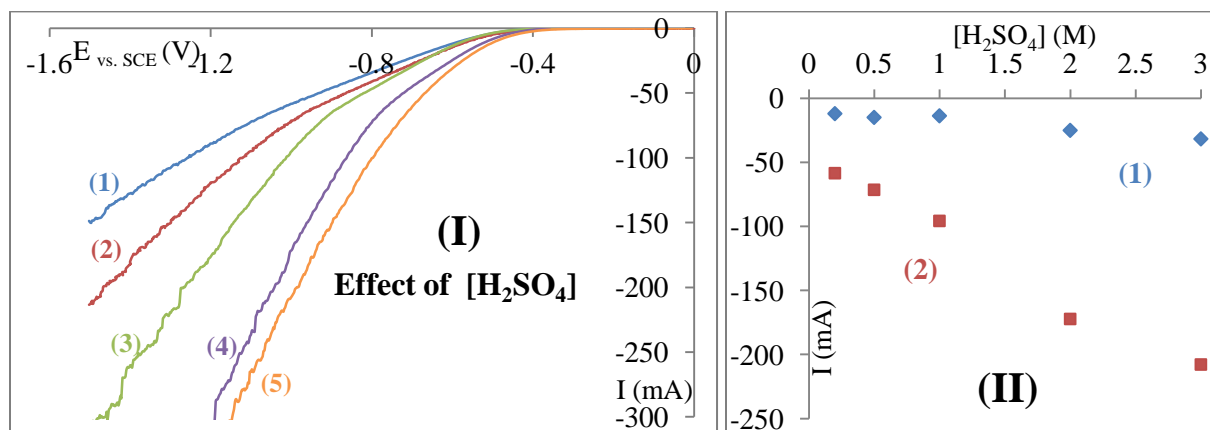 E vs. SCE (V)
-1.6 -1.2 -0.8 -0.4 0
0
-50
-100
-150
-200
-250
-300
I (mA)
(1)
(2)
(3)
(4)
(5)
(I)
Effect of [H₂SO₄]
[H₂SO₄] (M)
0 0.5 1 1.5 2 2.5 3
0
-50
-100
-150
-200
-250
I (mA)
(1)
(2)
(II)